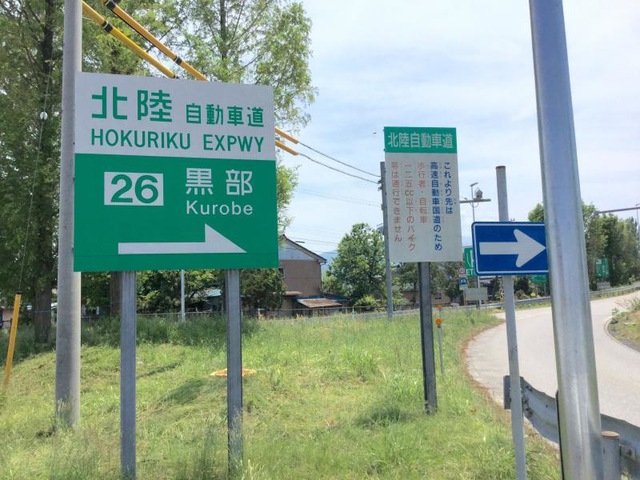 北陸 自動車道
HOKURIKU EXPWY
26 黒部
Kurobe
北陸自動車道
これより先は
高速自動車国道のため
歩行者・自転車
一二五cc以下のバイク
等は通行できません